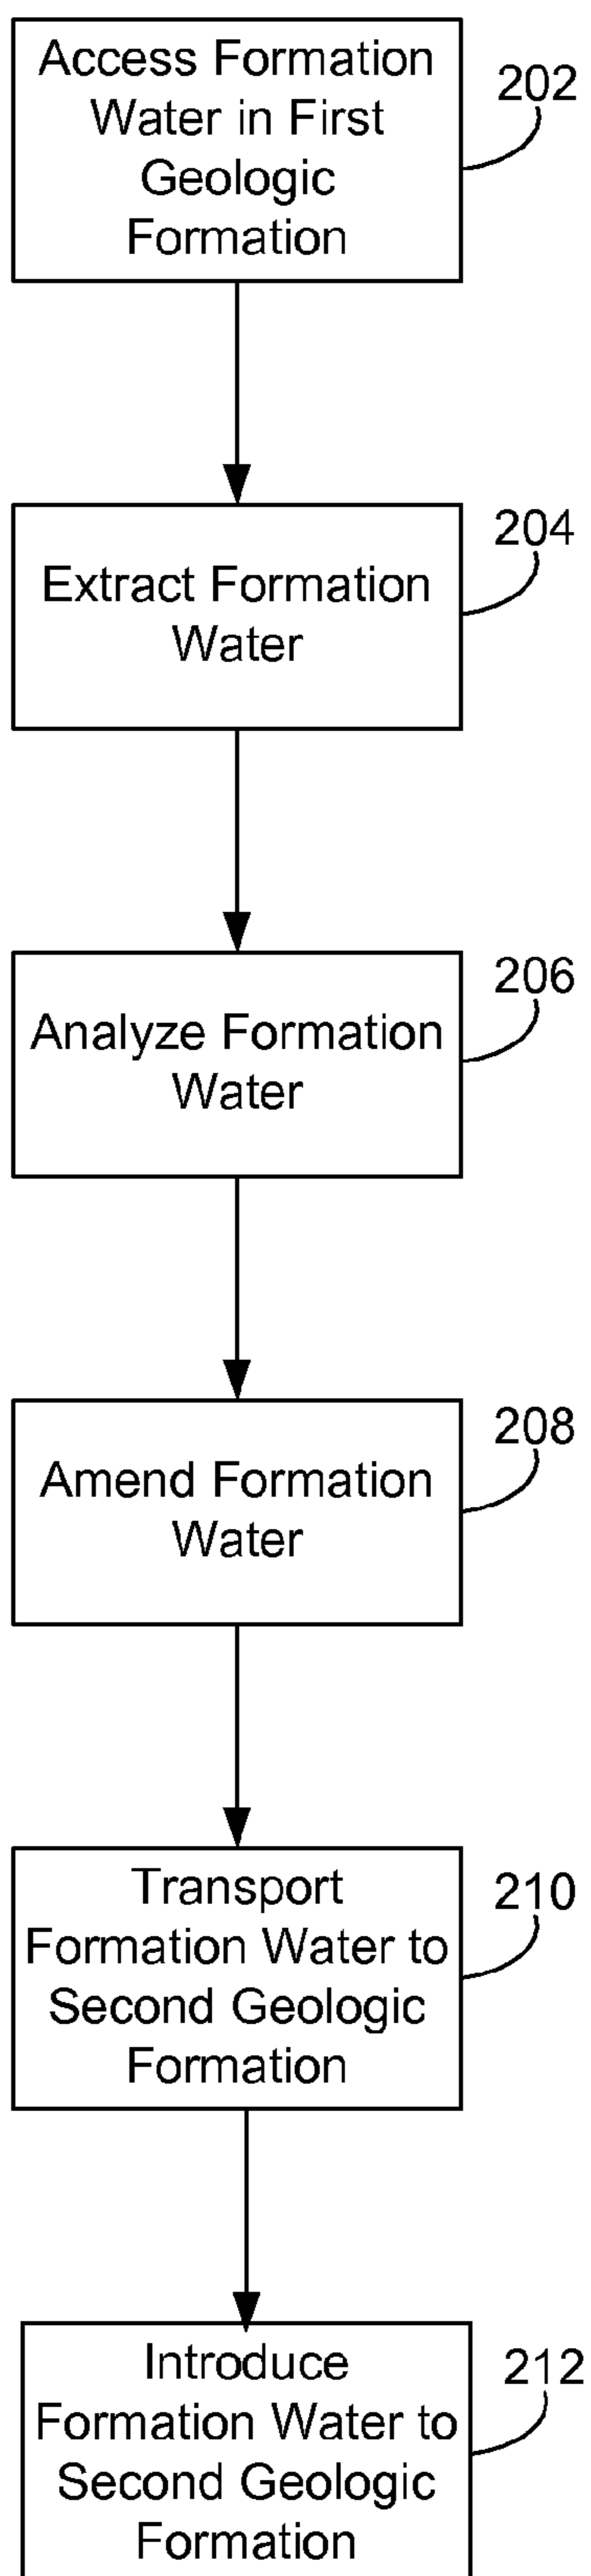 Access Formation
Water in First
Geologic
Formation
202
Extract Formation
Water
204
Analyze Formation
Water
206
Amend Formation
Water
208
Transport
Formation Water to
Second Geologic
Formation
210
Introduce
Formation Water to
Second Geologic
Formation
212